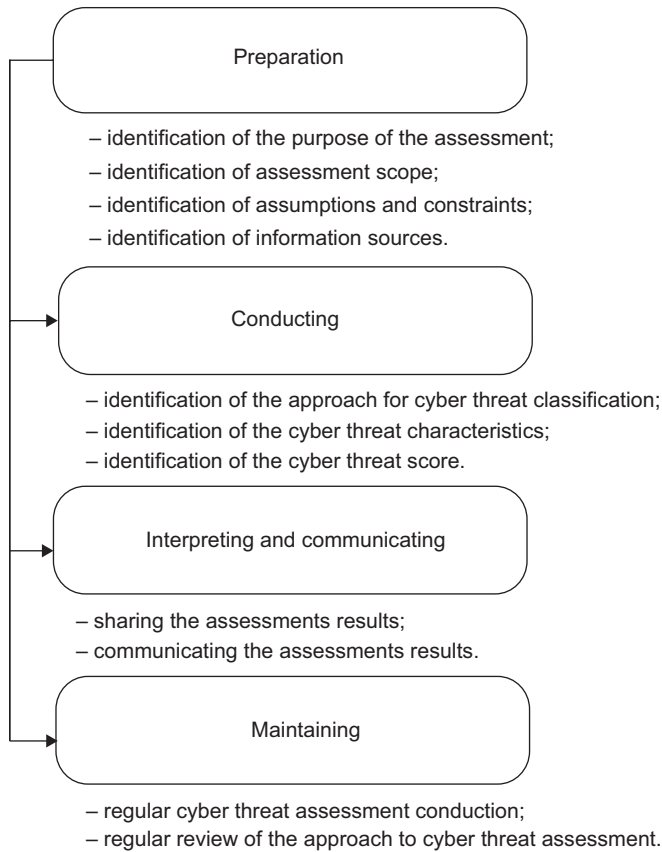 Preparation
– identification of the purpose of the assessment;
– identification of assessment scope;
– identification of assumptions and constraints;
– identification of information sources.
Conducting
– identification of the approach for cyber threat classification;
– identification of the cyber threat characteristics;
– identification of the cyber threat score.
Interpreting and communicating
– sharing the assessments results;
– communicating the assessments results.
Maintaining
– regular cyber threat assessment conduction;
– regular review of the approach to cyber threat assessment.